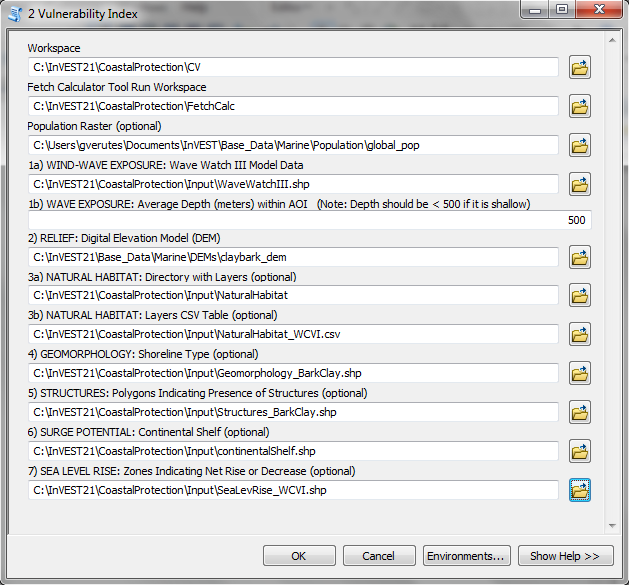 2 Vulnerability Index
Workspace
C:\InVEST21\CoastalProtection\CV
Fetch Calculator Tool Run Workspace
C:\InVEST21\CoastalProtection\FetchCalc
Population Raster (optional)
C:\Users\gverutes\Documents\InVEST\Base_Data\Marine\Population\global_pop
1a) WIND-WAVE EXPOSURE: Wave Watch III Model Data
C:\InVEST21\CoastalProtection\Input\WaveWatchIII.shp
1b) WAVE EXPOSURE: Average Depth (meters) within AOI (Note: Depth should be < 500 if it is shallow)
500
2) RELIEF: Digital Elevation Model (DEM)
C:\InVEST21\Base_Data\Marine\DEMs\claybark_dem
3a) NATURAL HABITAT: Directory with Layers (optional)
C:\InVEST21\CoastalProtection\Input\NaturalHabitat
3b) NATURAL HABITAT: Layers CSV Table (optional)
C:\InVEST21\CoastalProtection\Input\NaturalHabitat_WCVI.csv
4) GEOMORPHOLOGY: Shoreline Type (optional)
C:\InVEST21\CoastalProtection\Input\Geomorphology_BarkClay.shp
5) STRUCTURES: Polygons Indicating Presence of Structures (optional)
C:\InVEST21\CoastalProtection\Input\Structures_BarkClay.shp
6) SURGE POTENTIAL: Continental Shelf (optional)
C:\InVEST21\CoastalProtection\Input\continentalShelf.shp
7) SEA LEVEL RISE: Zones Indicating Net Rise or Decrease (optional)
C:\InVEST21\CoastalProtection\Input\SeaLevRise_WCVI.shp
OK Cancel Environments... Show Help >>